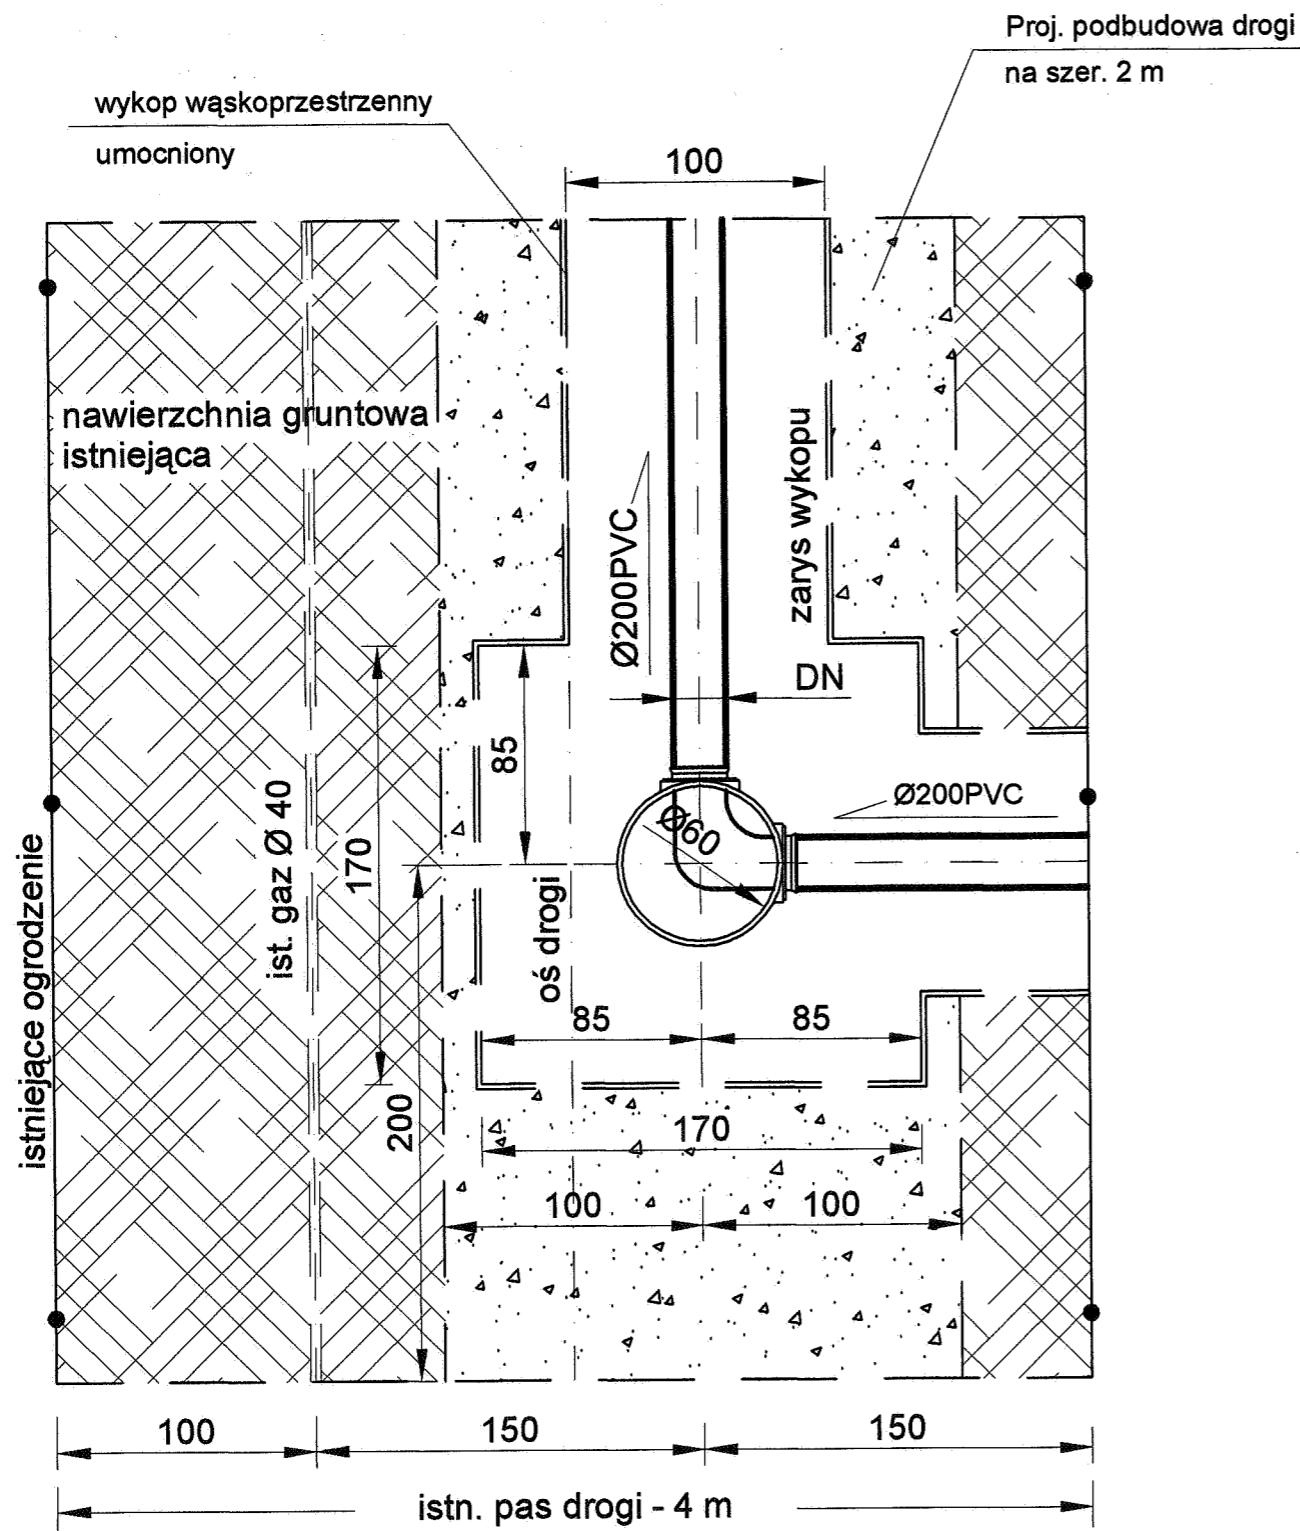 Proj. podbudowa drogi
na szer. 2 m
wykop wąskoprzestrzenny
umocniony
100
nawierzchnia gruntowa
istniejąca
zarys wykopu
Ø200PVC
DN
85
Ø200PVC
Ø60
ist. gaz Ø 40
170
istniejące ogrodzenie
oś drogi
85
85
200
170
100
100
100
150
150
istn. pas drogi - 4 m